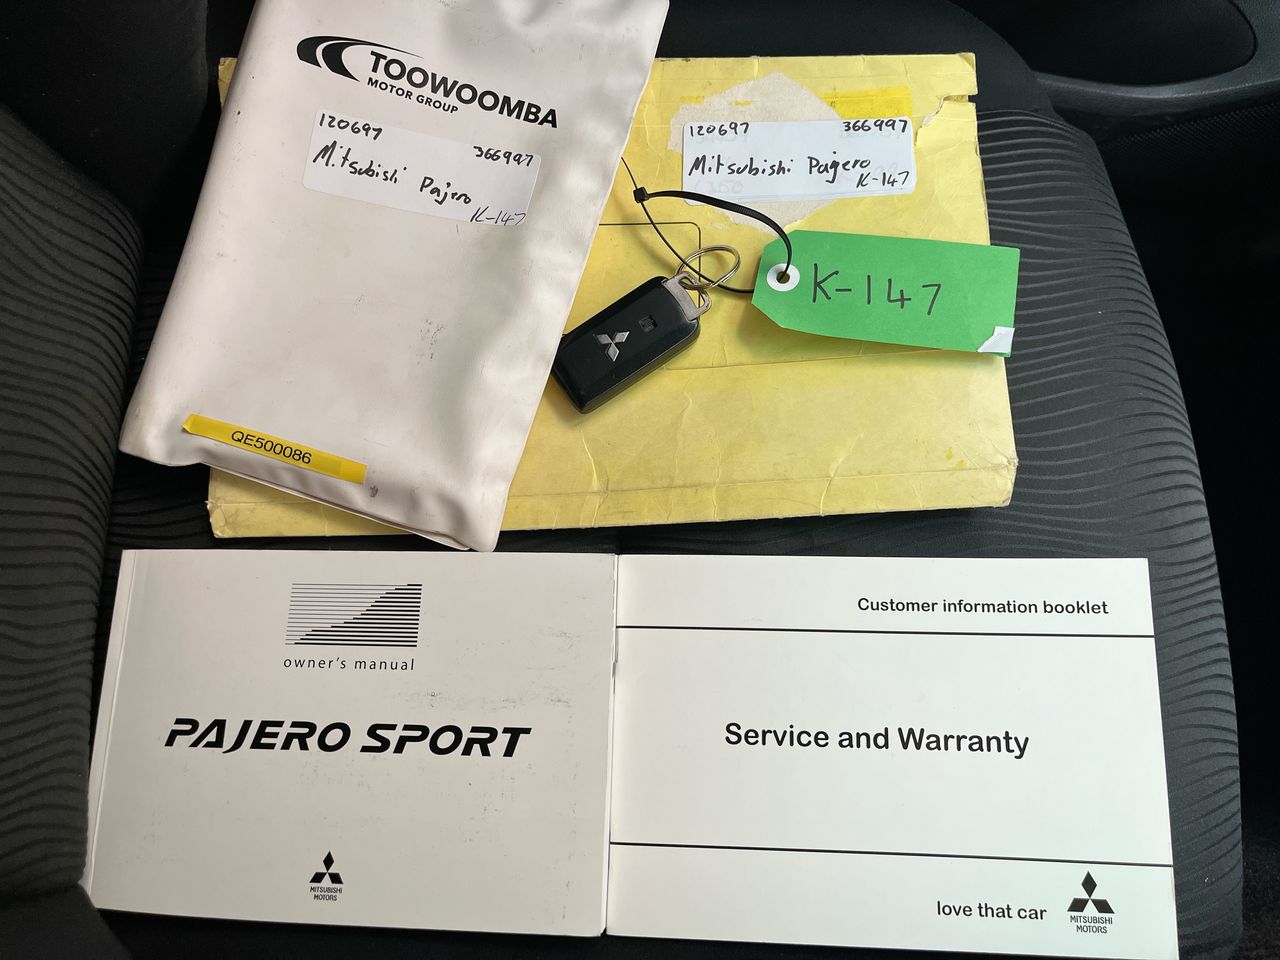 TOOWOOMBA
MOTOR GROUP
120697
366997
Mitsubishi Pajero
K-147
QE500086
120697
366997
Mitsubishi Pajero
K-147
K-147
owner's manual
PAJERO SPORT
MITSUBISHI
MOTORS
Customer information booklet
Service and Warranty
love that car
MITSUBISHI
MOTORS